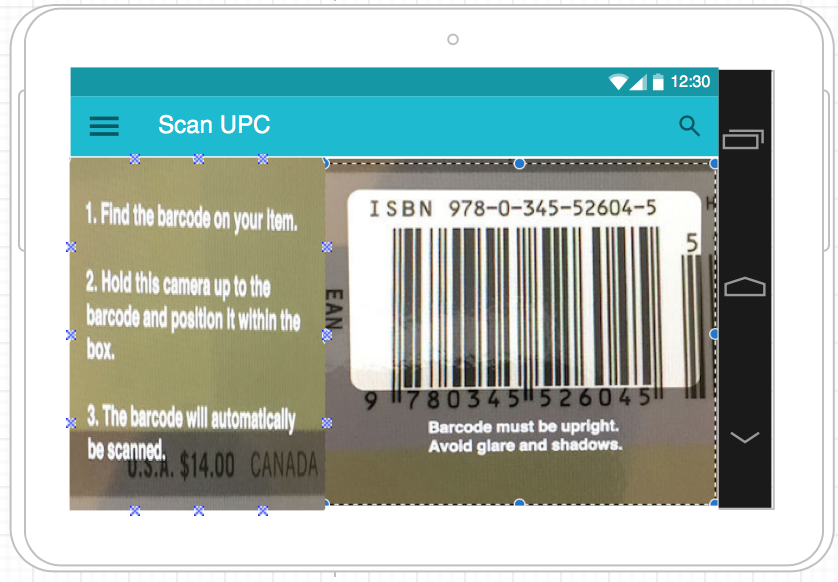 12:30
Scan UPC
1. Find the barcode on your item.
2. Hold this camera up to the
barcode and position it within the
box.
3. The barcode will automatically
be scanned.
U.S.A. $14.00 CANADA
ISBN 978-0-345-52604-5
H
5
EAN
9 780345 526045
Barcode must be upright.
Avoid glare and shadows.